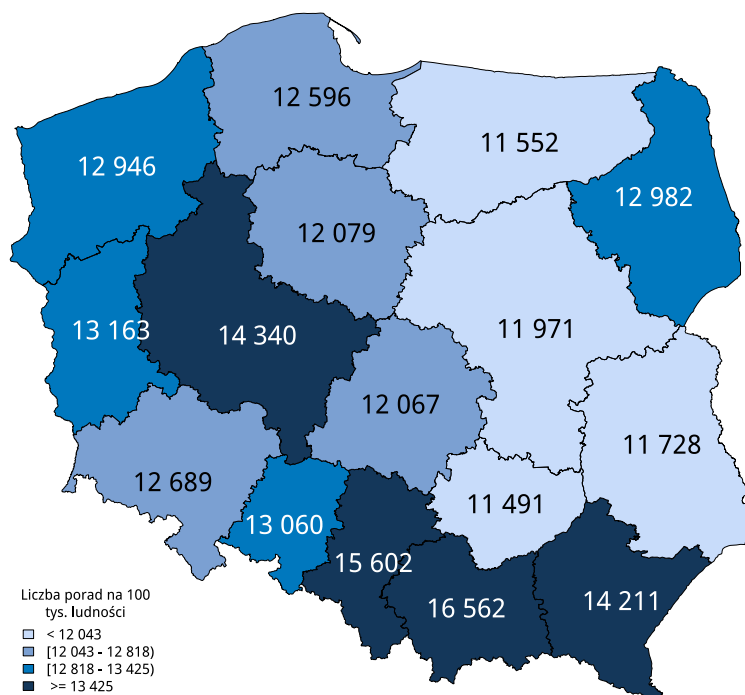 12 596
11 552
12 946
12 982
12 079
13 163
14 340
11 971
12 067
11 728
12 689
11 491
13 060
15 602
14 211
16 562
Liczba porad na 100
tys. ludności
< 12 043
[12 043 - 12 818)
[12 818 - 13 425)
>= 13 425